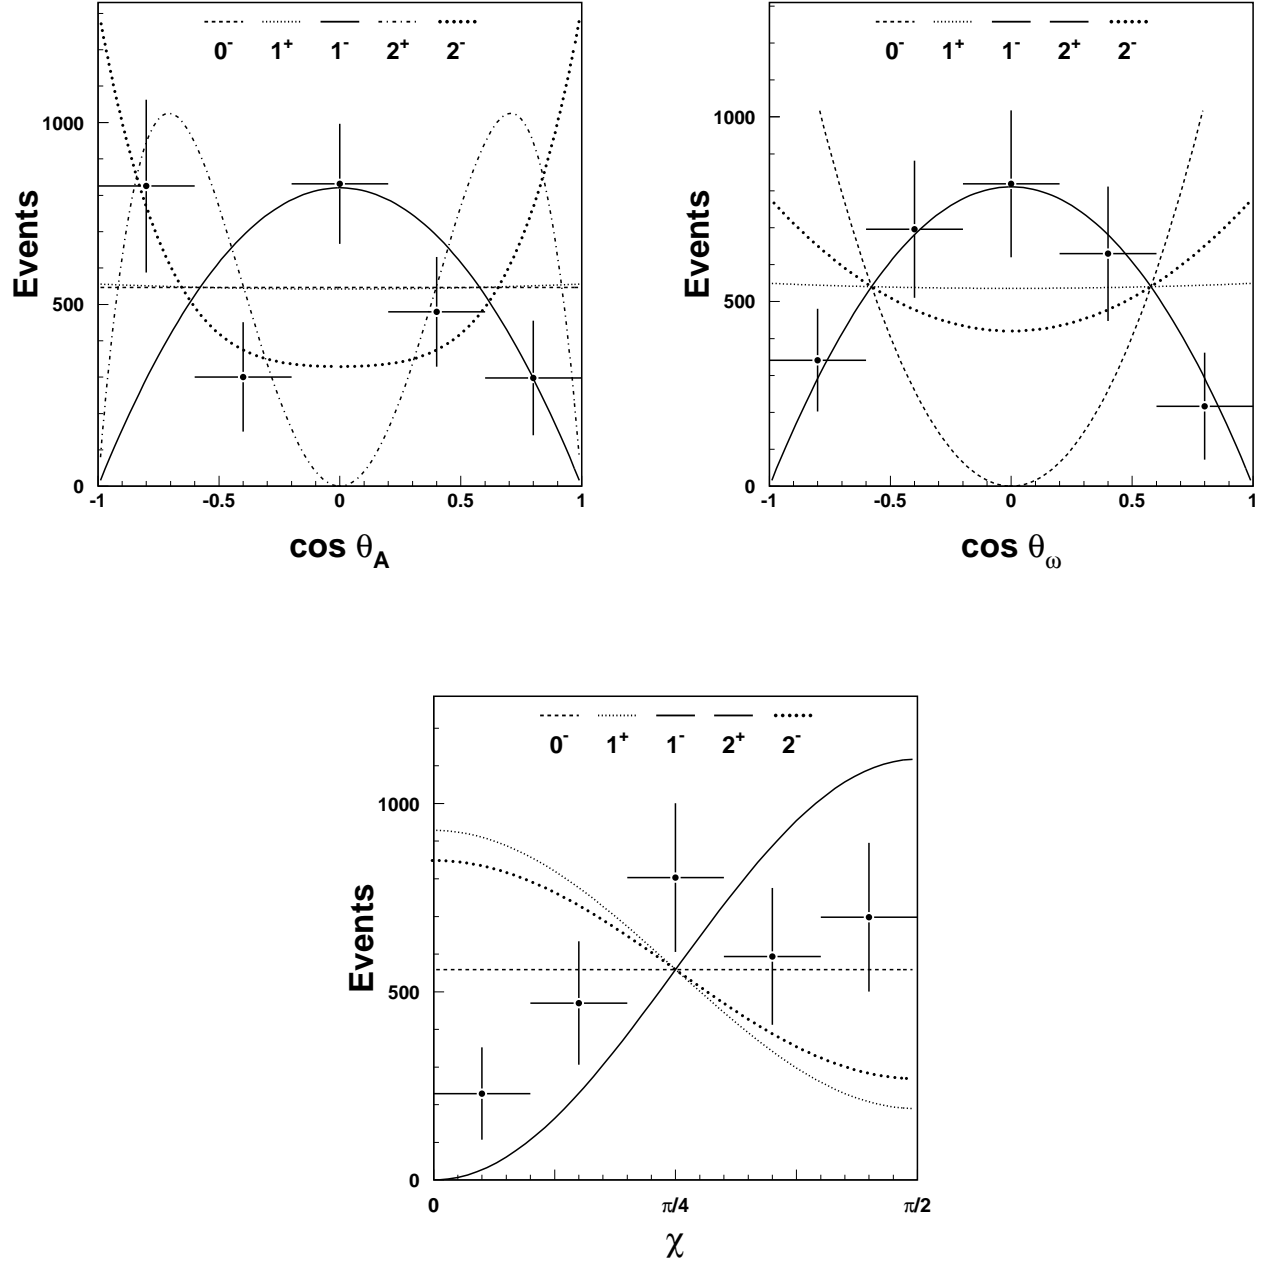 0⁻ 1⁺ 1⁻ 2⁺ 2⁻
Events
1000
500
0
-1 -0.5 0 0.5 1
cos θ_A
0⁻ 1⁺ 1⁻ 2⁺ 2⁻
Events
1000
500
0
-1 -0.5 0 0.5 1
cos θ_ω
0⁻ 1⁺ 1⁻ 2⁺ 2⁻
Events
1000
500
0
0 π/4 π/2
χ